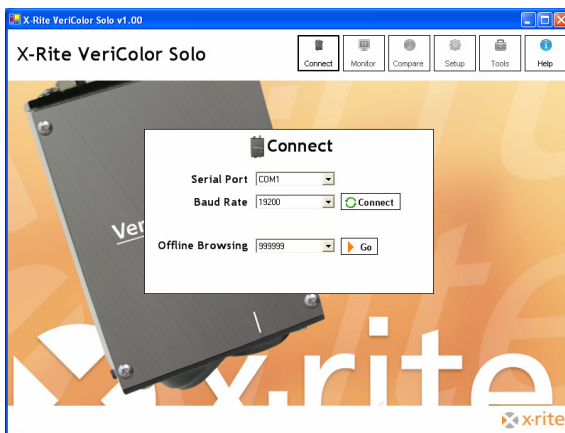 X-Rite VeriColor Solo v1.00
X-Rite VeriColor Solo
Connect Monitor Compare Setup Tools Help
Connect
Serial Port COM1
Baud Rate 19200 Connect
Offline Browsing 999999 Go
Ver
x-rite
x-rite